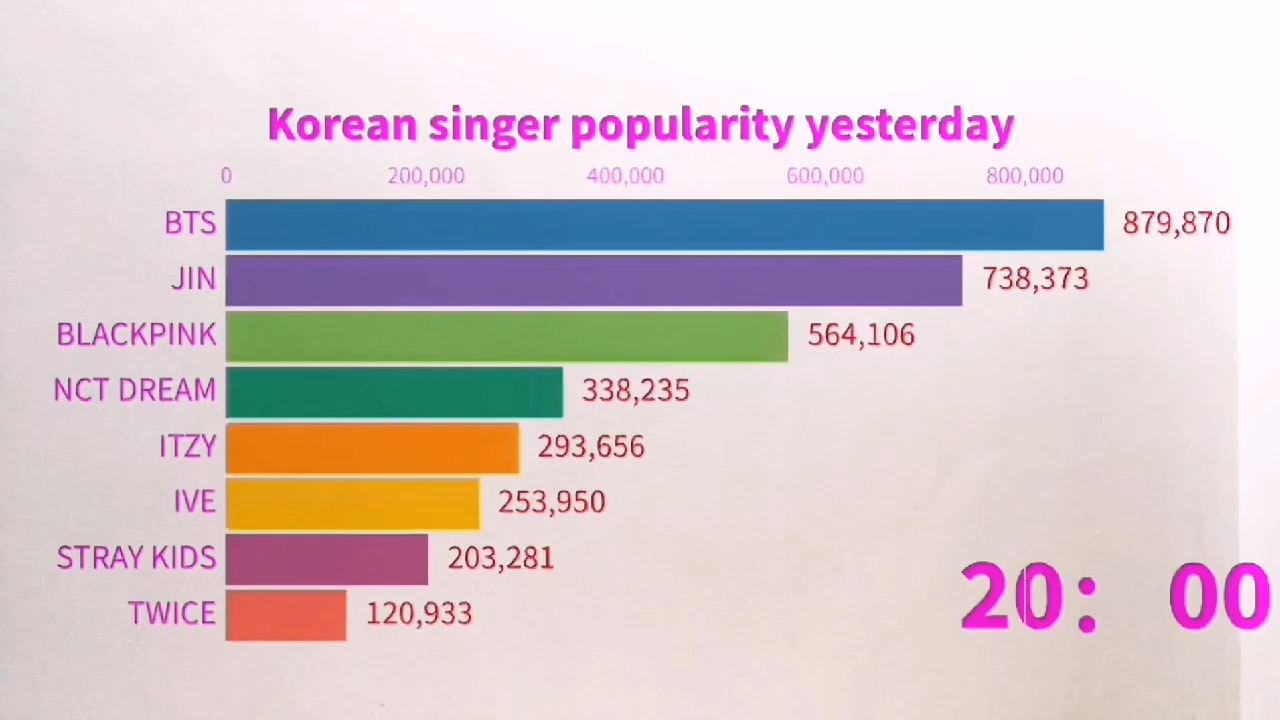 Korean singer popularity yesterday
0 200,000 400,000 600,000 800,000
BTS 879,870
JIN 738,373
BLACKPINK 564,106
NCT DREAM 338,235
ITZY 293,656
IVE 253,950
STRAY KIDS 203,281
TWICE 120,933
20: 00